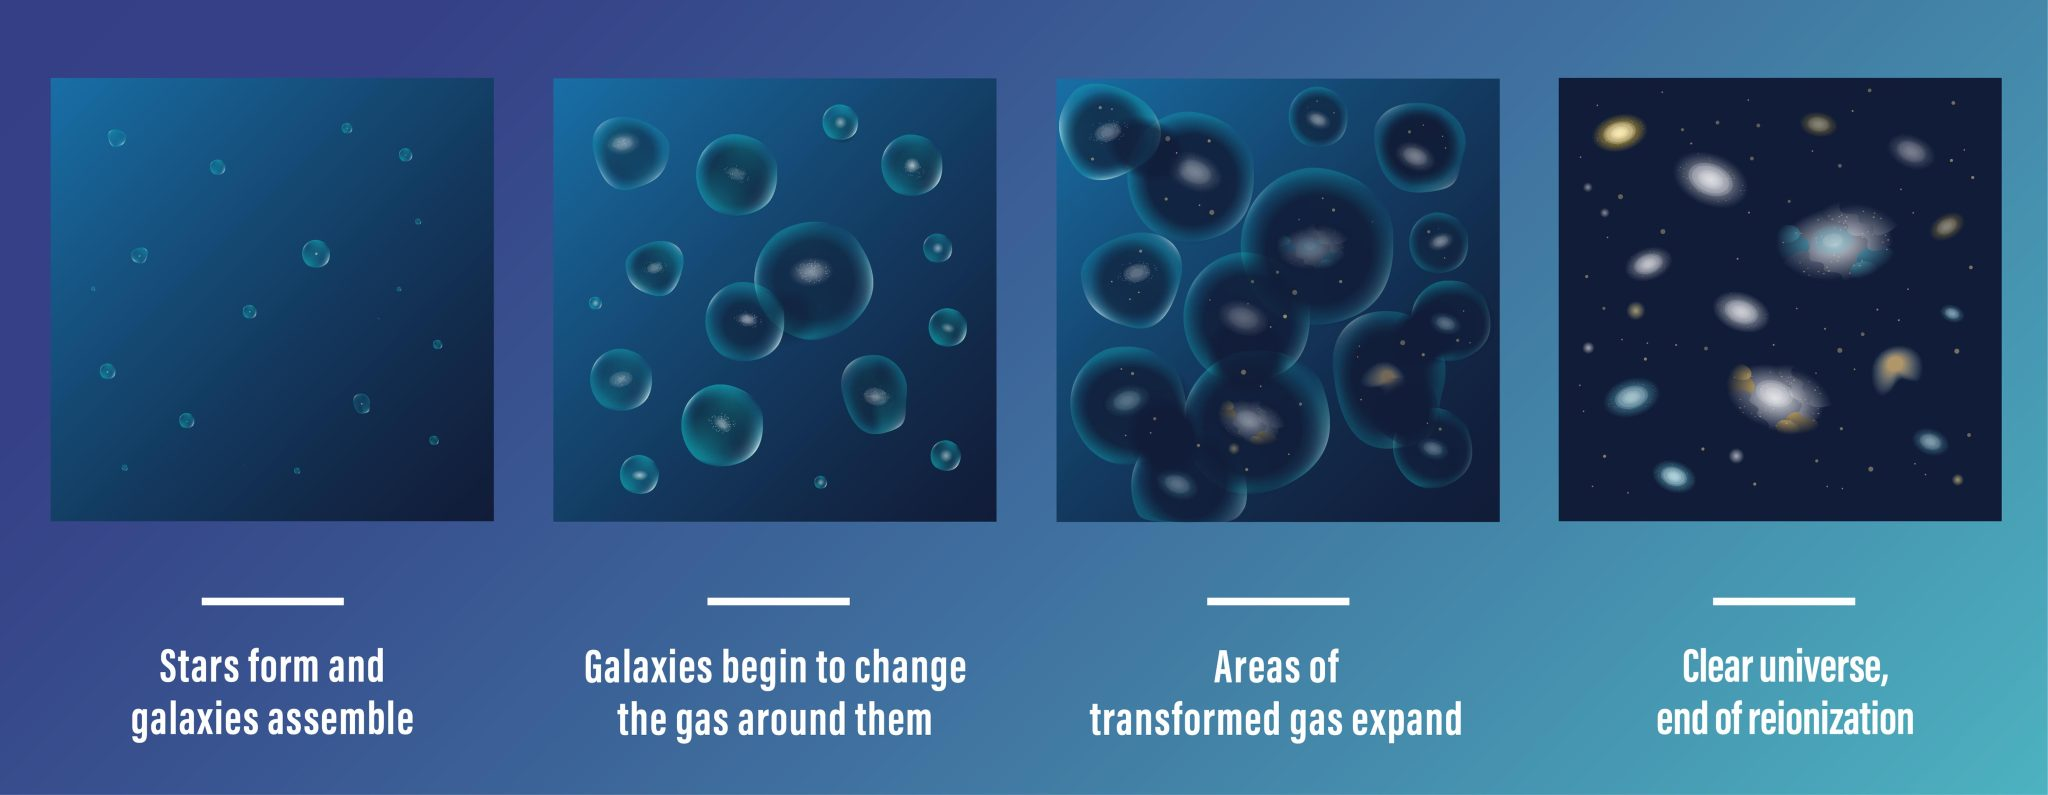 Stars form and
galaxies assemble
Galaxies begin to change
the gas around them
Areas of
transformed gas expand
Clear universe,
end of reionization